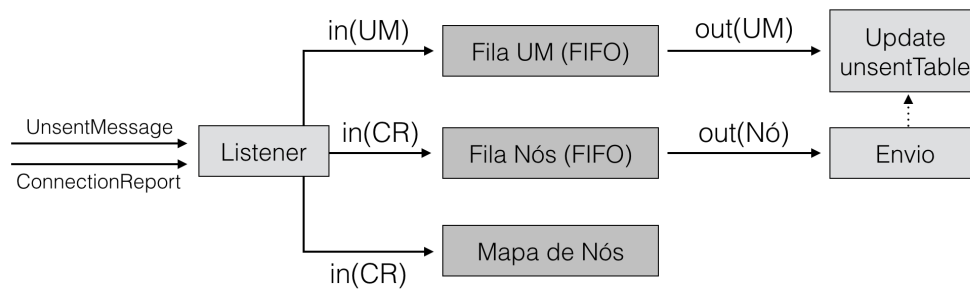 in(UM)
Fila UM (FIFO)
out(UM)
Update
unsentTable
UnsentMessage
ConnectionReport
Listener
in(CR)
Fila Nós (FIFO)
out(Nó)
Envio
in(CR)
Mapa de Nós